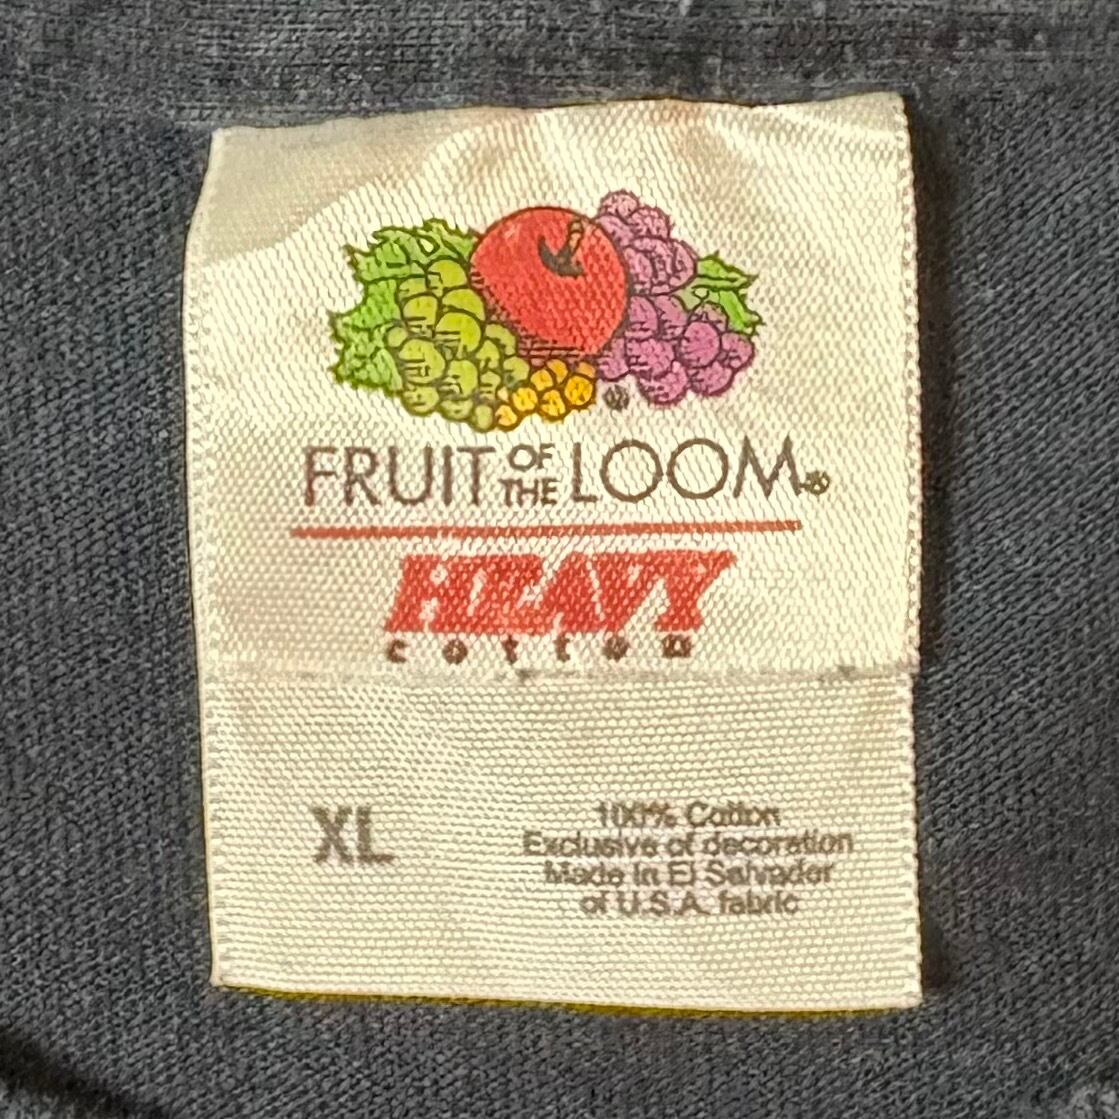 ®
FRUIT OF THE LOOM®
HEAVY
cotton
XL
100% Cotton
Exclusive of decoration
Made in El Salvador
of U.S.A. fabric